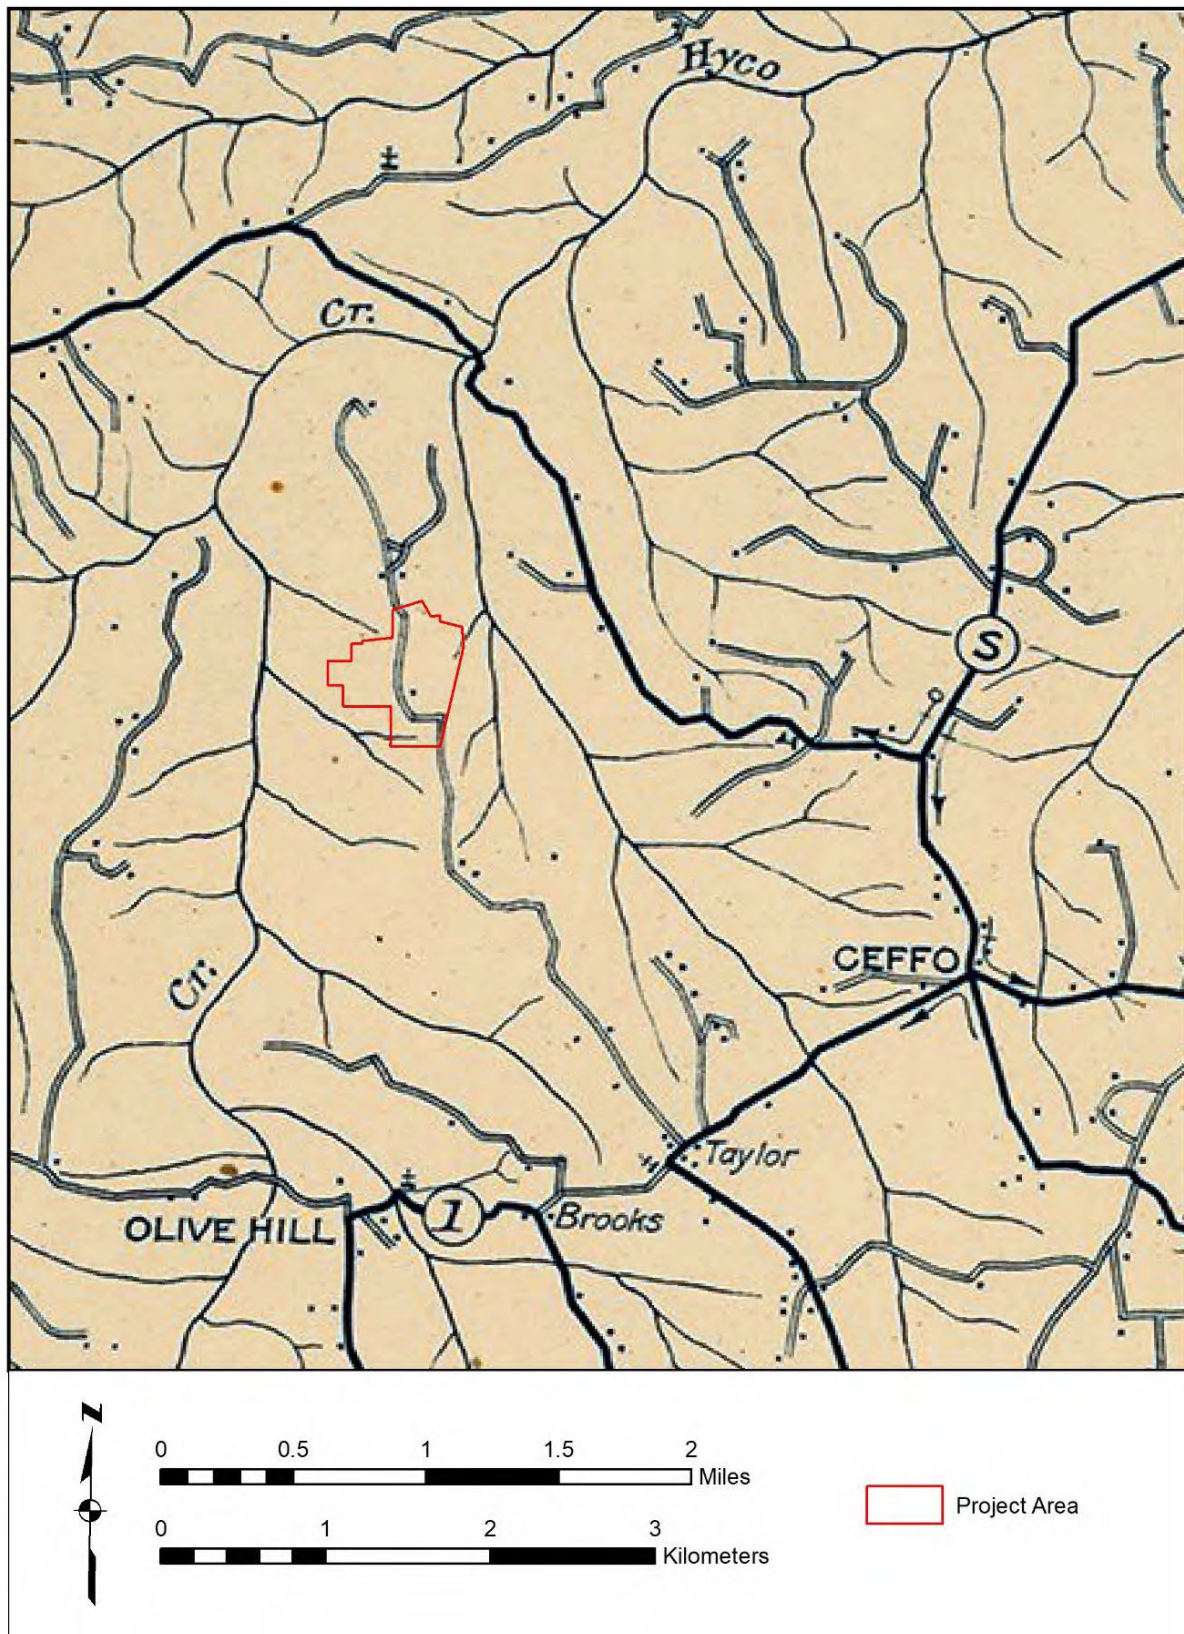 Hyco
Cr.
S
CEFFO
Cr.
Taylor
OLIVE HILL
1
Brooks
N
0 0.5 1 1.5 2
Miles
0 1 2 3
Kilometers
Project Area